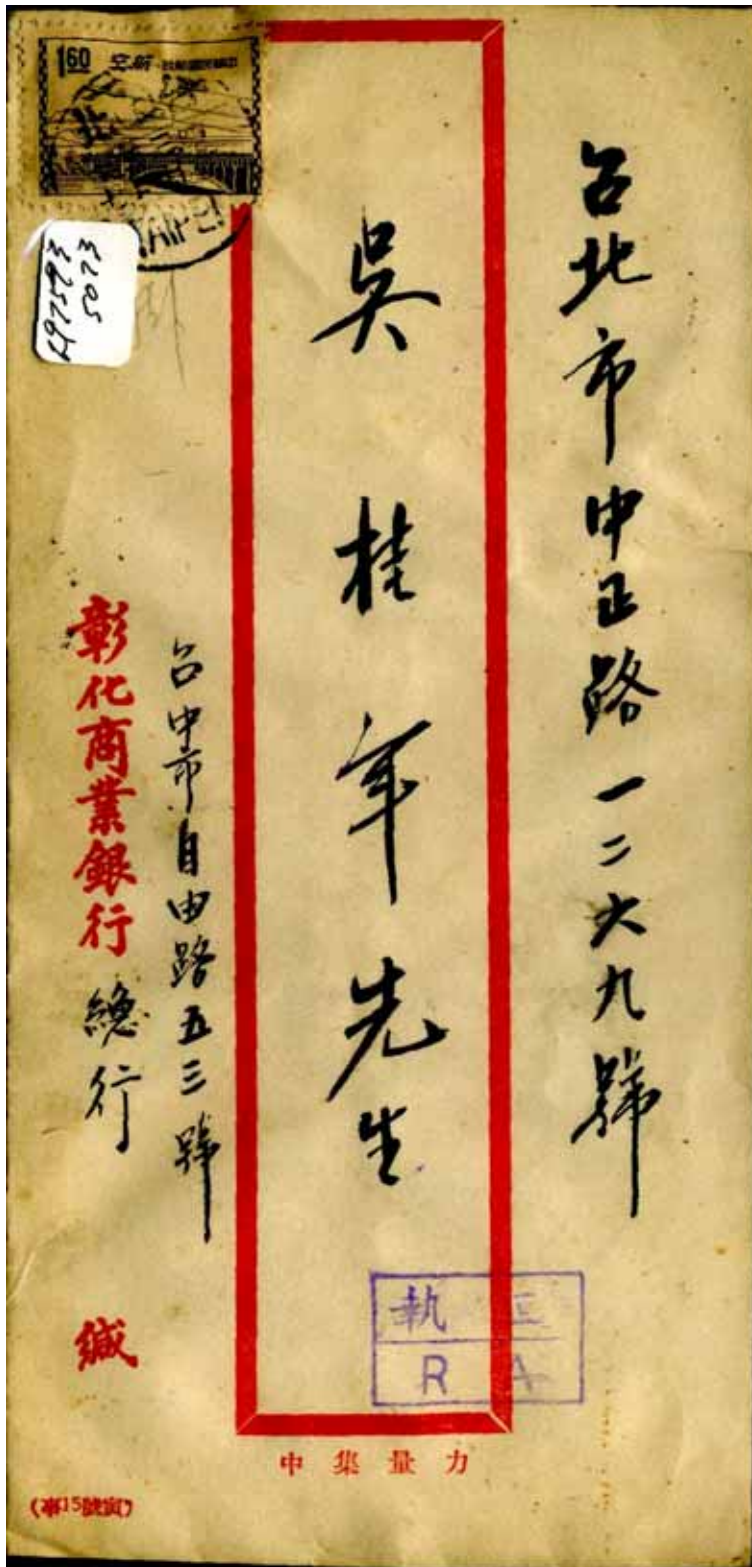 台北市中正路一二六九號
吳桂年先生
台中市自由路五三號
彰化商業銀行總行
緘
1.60
TAIPEI
執
R A
力量集中